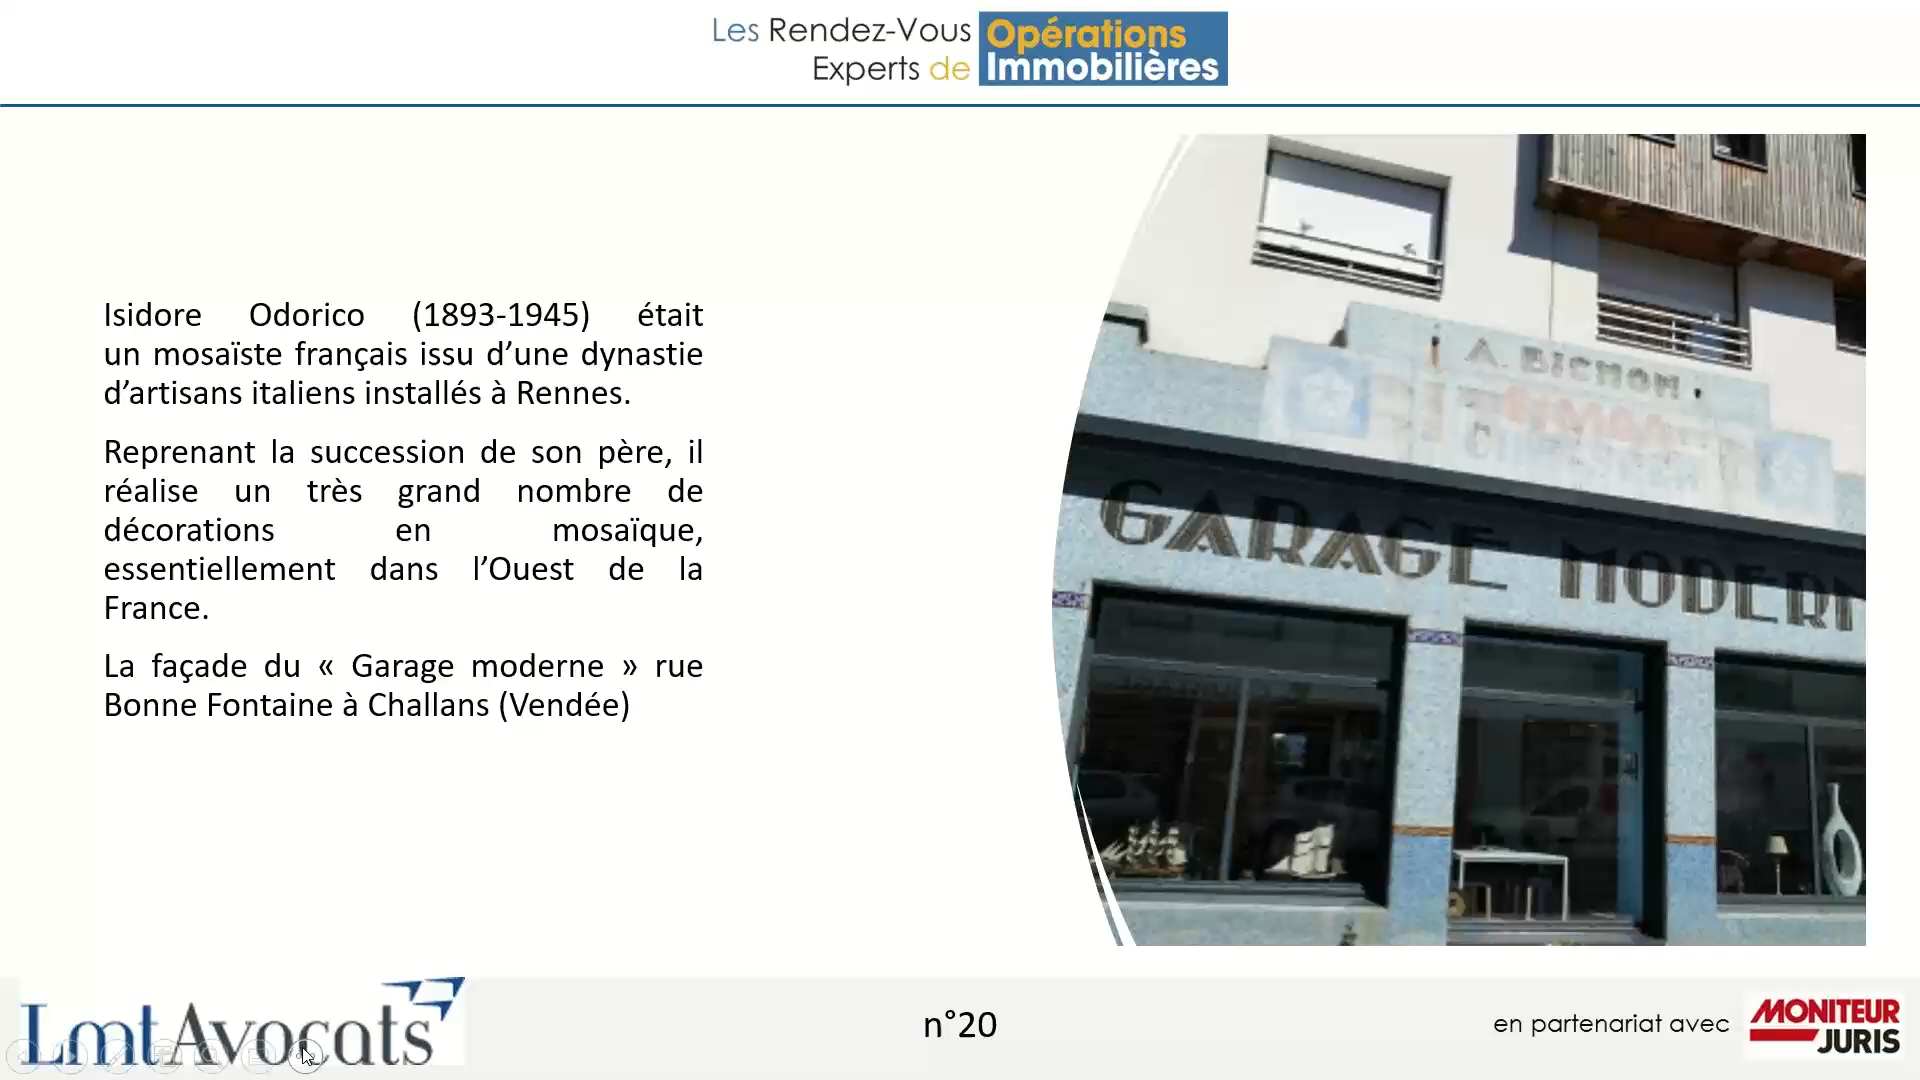 Les Rendez-Vous
Experts de
Opérations
Immobilières
Isidore Odorico (1893-1945) était
un mosaïste français issu d’une dynastie
d’artisans italiens installés à Rennes.
Reprenant la succession de son père, il
réalise un très grand nombre de
décorations en mosaïque,
essentiellement dans l’Ouest de la
France.
La façade du « Garage moderne » rue
Bonne Fontaine à Challans (Vendée)
A. BICHON
GARAGE MODERN
LmtAvocats
n°20
en partenariat avec
MONITEUR
JURIS